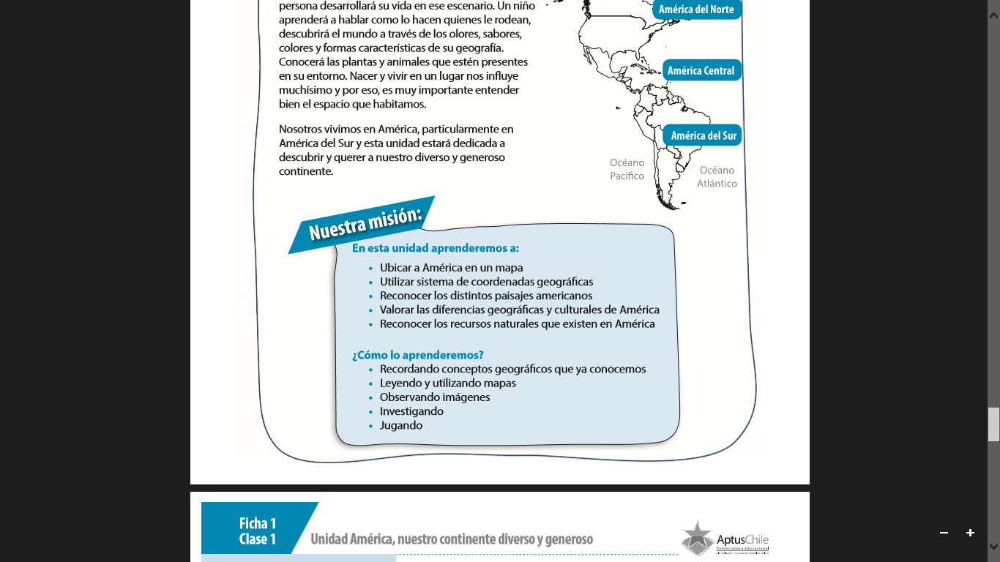 persona desarrollará su vida en ese escenario. Un niño
aprenderá a hablar como lo hacen quienes le rodean,
descubrirá el mundo a través de los olores, sabores,
colores y formas características de su geografía.
Conocerá las plantas y animales que estén presentes
en su entorno. Nacer y vivir en un lugar nos influye
muchísimo y por eso, es muy importante entender
bien el espacio que habitamos.
Nosotros vivimos en América, particularmente en
América del Sur y esta unidad estará dedicada a
descubrir y querer a nuestro diverso y generoso
continente.
América del Norte
América Central
América del Sur
Océano
Pacífico
Océano
Atlántico
Nuestra misión:
En esta unidad aprenderemos a:
• Ubicar a América en un mapa
• Utilizar sistema de coordenadas geográficas
• Reconocer los distintos paisajes americanos
• Valorar las diferencias geográficas y culturales de América
• Reconocer los recursos naturales que existen en América
¿Cómo lo aprenderemos?
• Recordando conceptos geográficos que ya conocemos
• Leyendo y utilizando mapas
• Observando imágenes
• Investigando
• Jugando
Ficha 1
Clase 1
Unidad América, nuestro continente diverso y generoso
AptusChile
Potenciadora Educacional